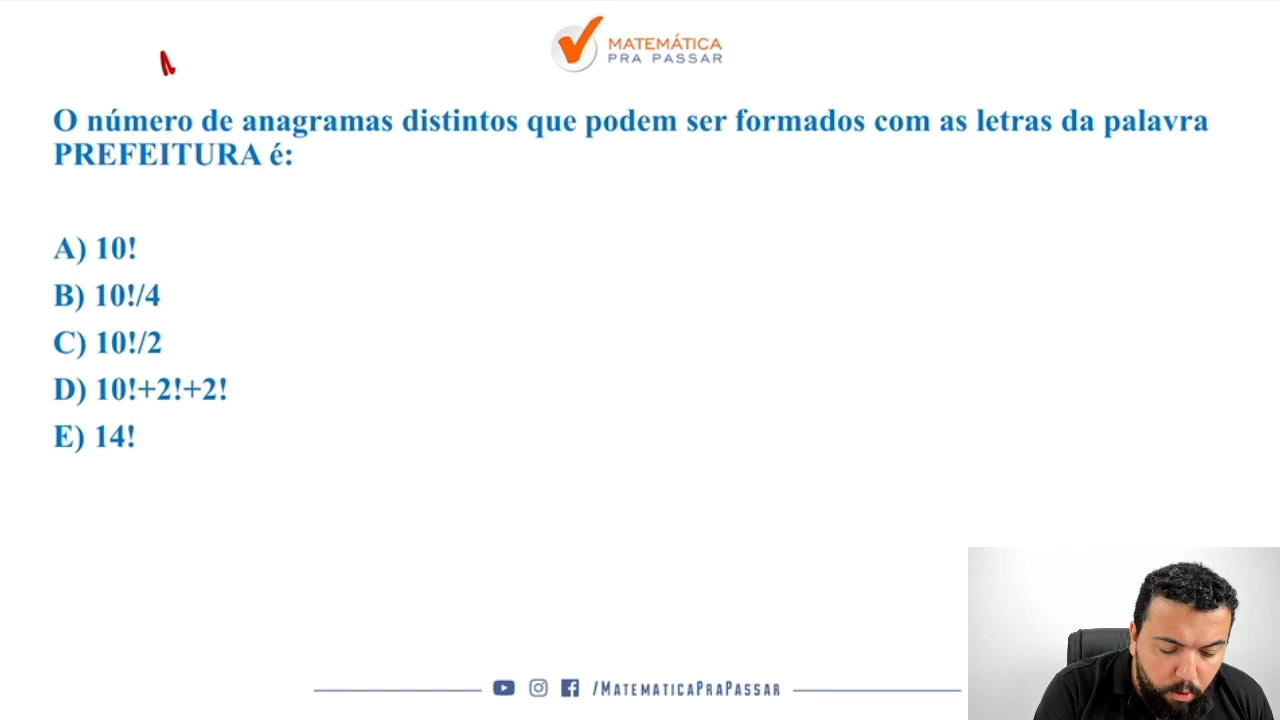 MATEMÁTICA
PRA PASSAR
O número de anagramas distintos que podem ser formados com as letras da palavra
PREFEITURA é:
A) 10!
B) 10!/4
C) 10!/2
D) 10!+2!+2!
E) 14!
/MATEMATICAPRAPASSAR